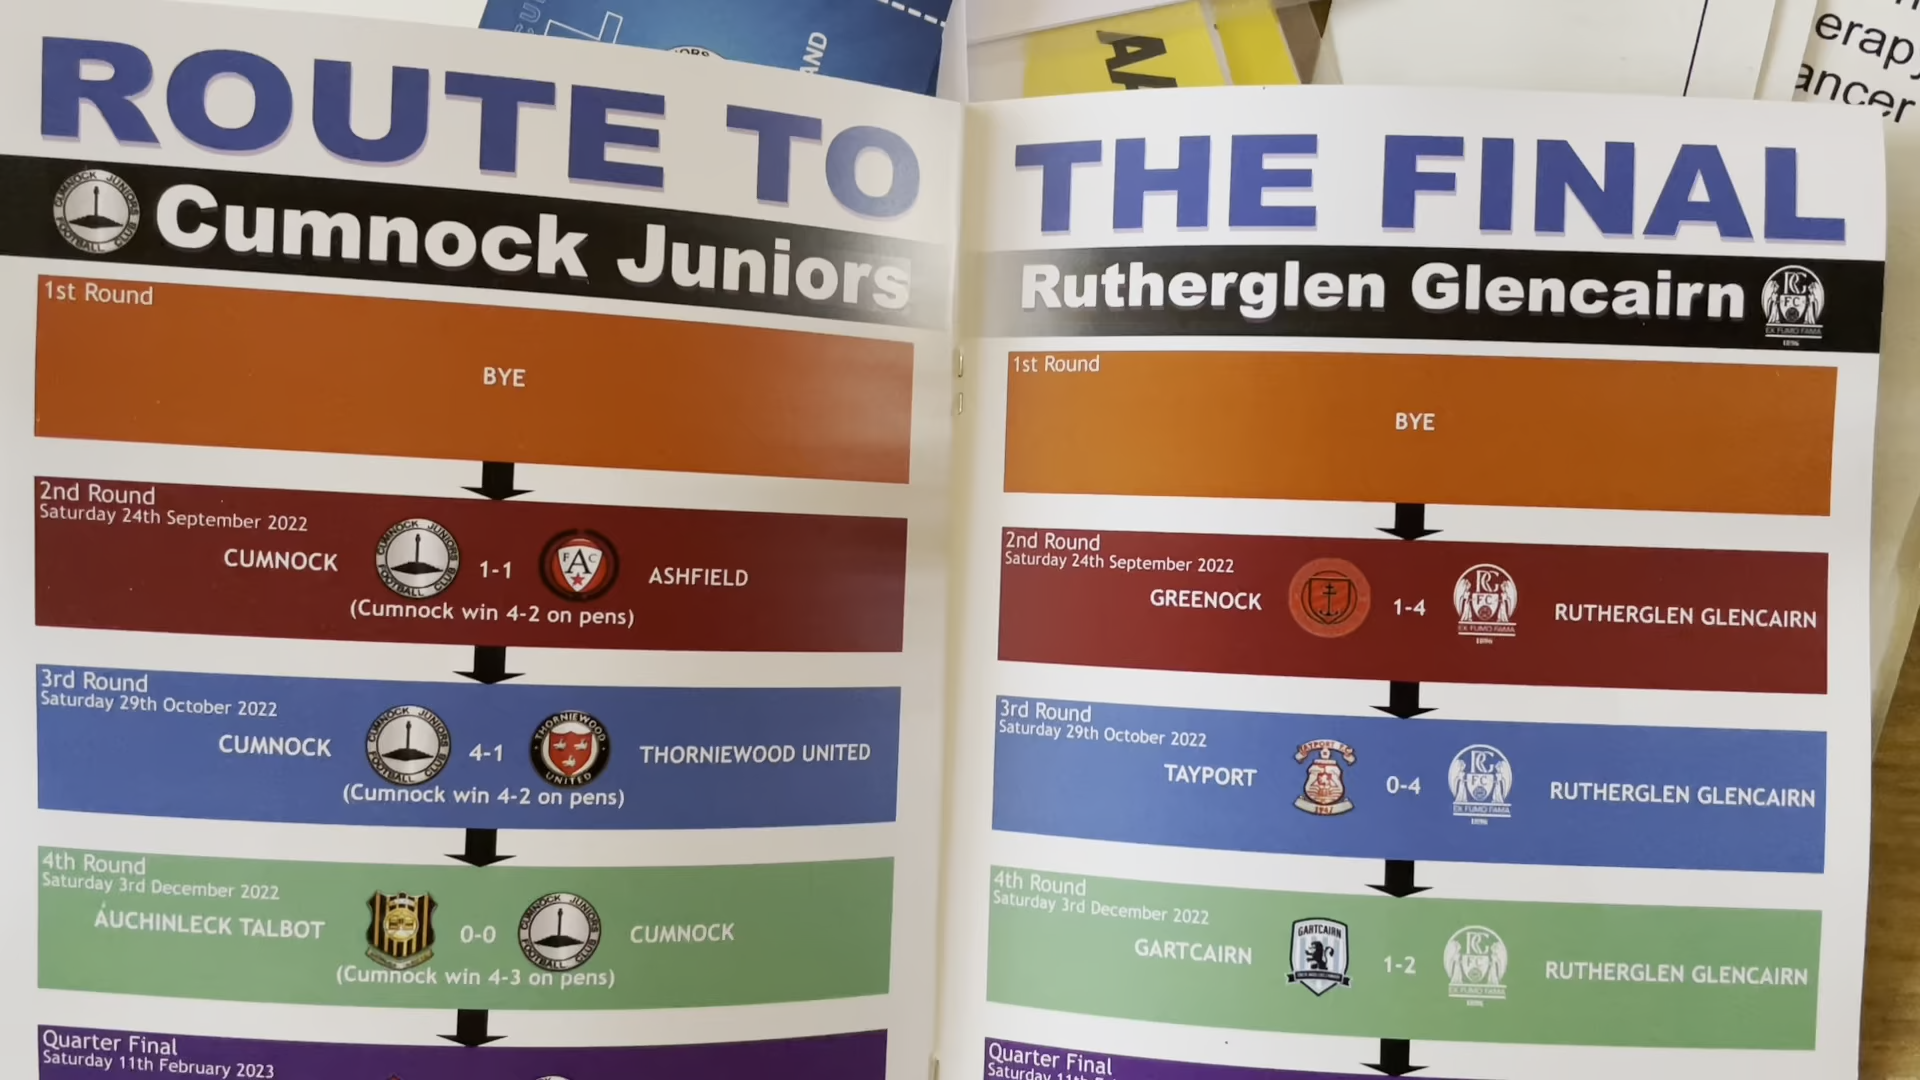 AND
erapy
ancer
ROUTE TO
Cumnock Juniors
1st Round
BYE
2nd Round
Saturday 24th September 2022
CUMNOCK 1-1 ASHFIELD
(Cumnock win 4-2 on pens)
3rd Round
Saturday 29th October 2022
CUMNOCK 4-1 THORNIEWOOD UNITED
(Cumnock win 4-2 on pens)
4th Round
Saturday 3rd December 2022
AUCHINLECK TALBOT 0-0 CUMNOCK
(Cumnock win 4-3 on pens)
Quarter Final
Saturday 11th February 2023
THE FINAL
Rutherglen Glencairn
1st Round
BYE
2nd Round
Saturday 24th September 2022
GREENOCK 1-4 RUTHERGLEN GLENCAIRN
3rd Round
Saturday 29th October 2022
TAYPORT 0-4 RUTHERGLEN GLENCAIRN
4th Round
Saturday 3rd December 2022
GARTCAIRN 1-2 RUTHERGLEN GLENCAIRN
Quarter Final
Saturday 11th